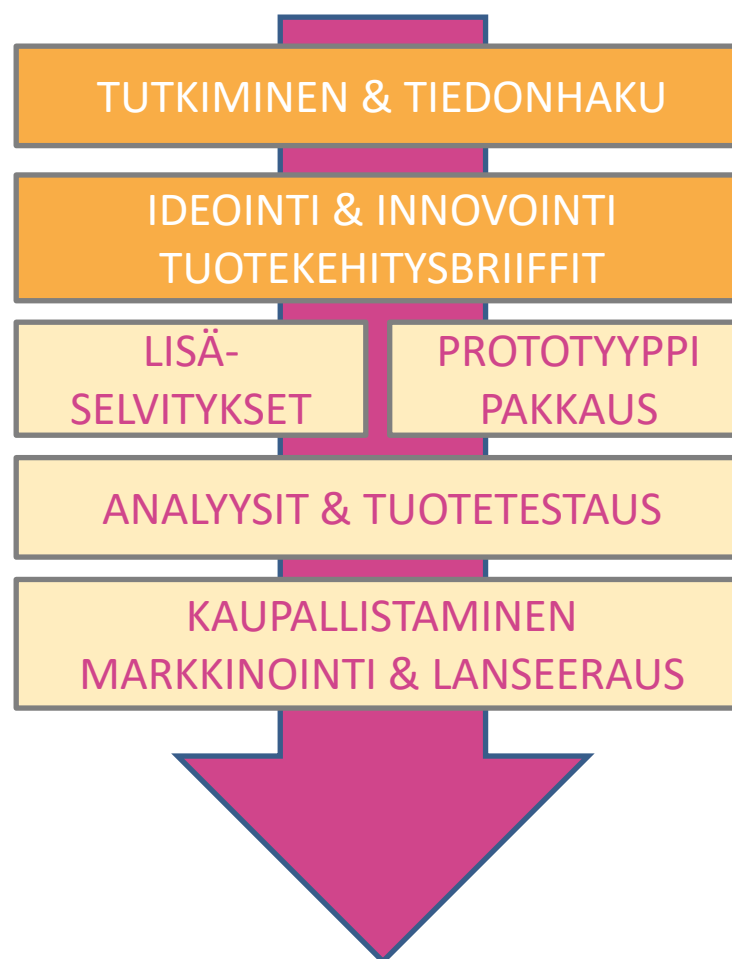 TUTKIMINEN & TIEDONHAKU
IDEOINTI & INNOVOINTI
TUOTEKEHITYSBRIIFFIT
LISÄ-
SELVITYKSET
PROTOTYYPPI
PAKKAUS
ANALYYSIT & TUOTETESTAUS
KAUPALLISTAMINEN
MARKKINOINTI & LANSEERAUS